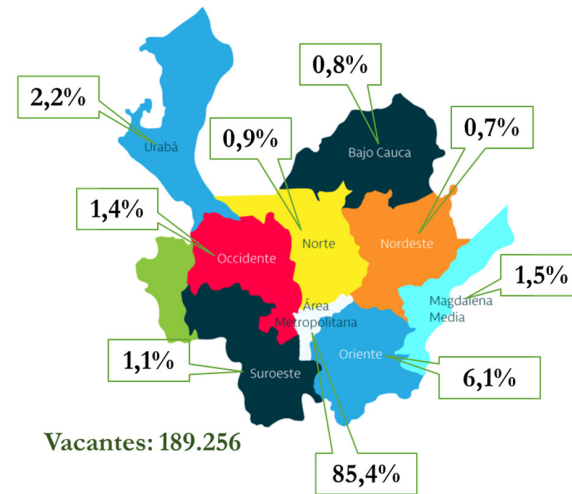 0,8%
2,2%
0,9%
0,7%
Urabá
Bajo Cauca
1,4%
Norte
Nordeste
Occidente
1,5%
Área
Metropolitana
Magdalena
Media
1,1%
Suroeste
Oriente
6,1%
Vacantes: 189.256
85,4%